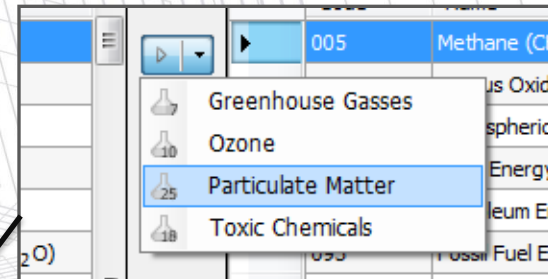 005 Methane (C
us Oxid
spheric
Energy
leum E
Fossil Fuel E
7 Greenhouse Gasses
10 Ozone
25 Particulate Matter
18 Toxic Chemicals
₂O)